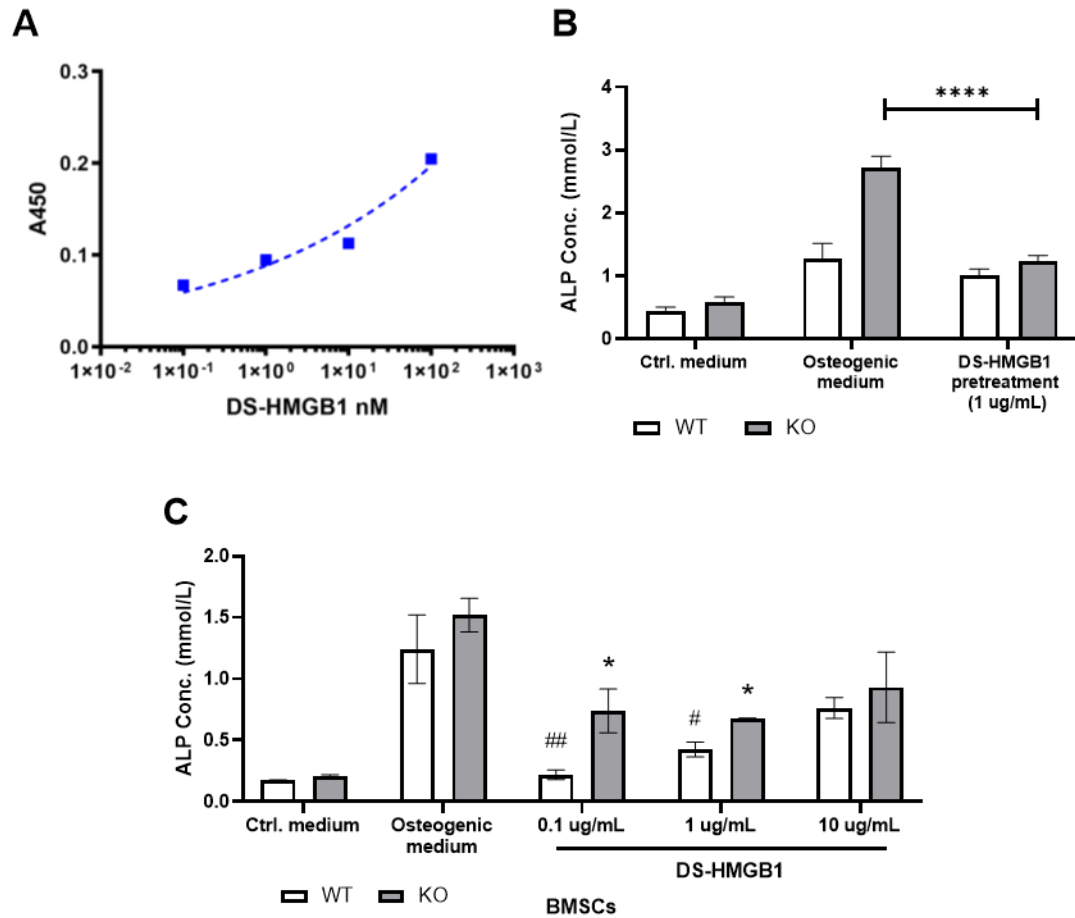 A
A450
0.3
0.2
0.1
0.0
1×10⁻² 1×10⁻¹ 1×10⁰ 1×10¹ 1×10² 1×10³
DS-HMGB1 nM
B
ALP Conc. (mmol/L)
4
3
2
1
0
****
Ctrl. medium
Osteogenic
medium
DS-HMGB1
pretreatment
(1 ug/mL)
WT KO
C
ALP Conc. (mmol/L)
2.0
1.5
1.0
0.5
0.0
##
*
#
*
Ctrl. medium
Osteogenic
medium
0.1 ug/mL
1 ug/mL
10 ug/mL
DS-HMGB1
WT KO
BMSCs